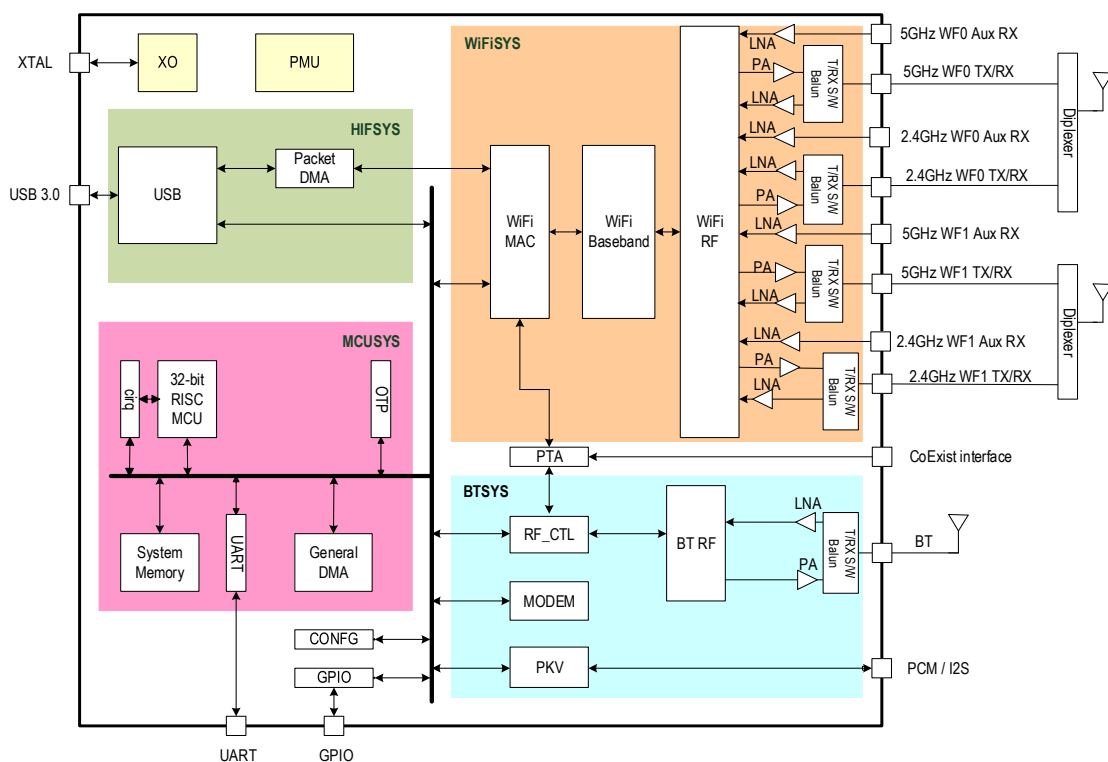 XTAL
XO
PMU
HIFSYS
USB 3.0
USB
Packet
DMA
WiFiSYS
WiFi
MAC
WiFi
Baseband
WiFi
RF
LNA
PA
LNA
T/RX S/W
Balun
LNA
LNA
PA
T/RX S/W
Balun
LNA
PA
LNA
T/RX S/W
Balun
LNA
PA
LNA
T/RX S/W
Balun
5GHz WF0 Aux RX
5GHz WF0 TX/RX
2.4GHz WF0 Aux RX
2.4GHz WF0 TX/RX
Diplexer
5GHz WF1 Aux RX
5GHz WF1 TX/RX
2.4GHz WF1 Aux RX
2.4GHz WF1 TX/RX
Diplexer
MCUSYS
cirq
32-bit
RISC
MCU
OTP
System
Memory
UART
General
DMA
PTA
CoExist interface
BTSYS
RF_CTL
BT RF
LNA
PA
T/RX S/W
Balun
BT
MODEM
PKV
PCM / I2S
CONFG
GPIO
UART
GPIO